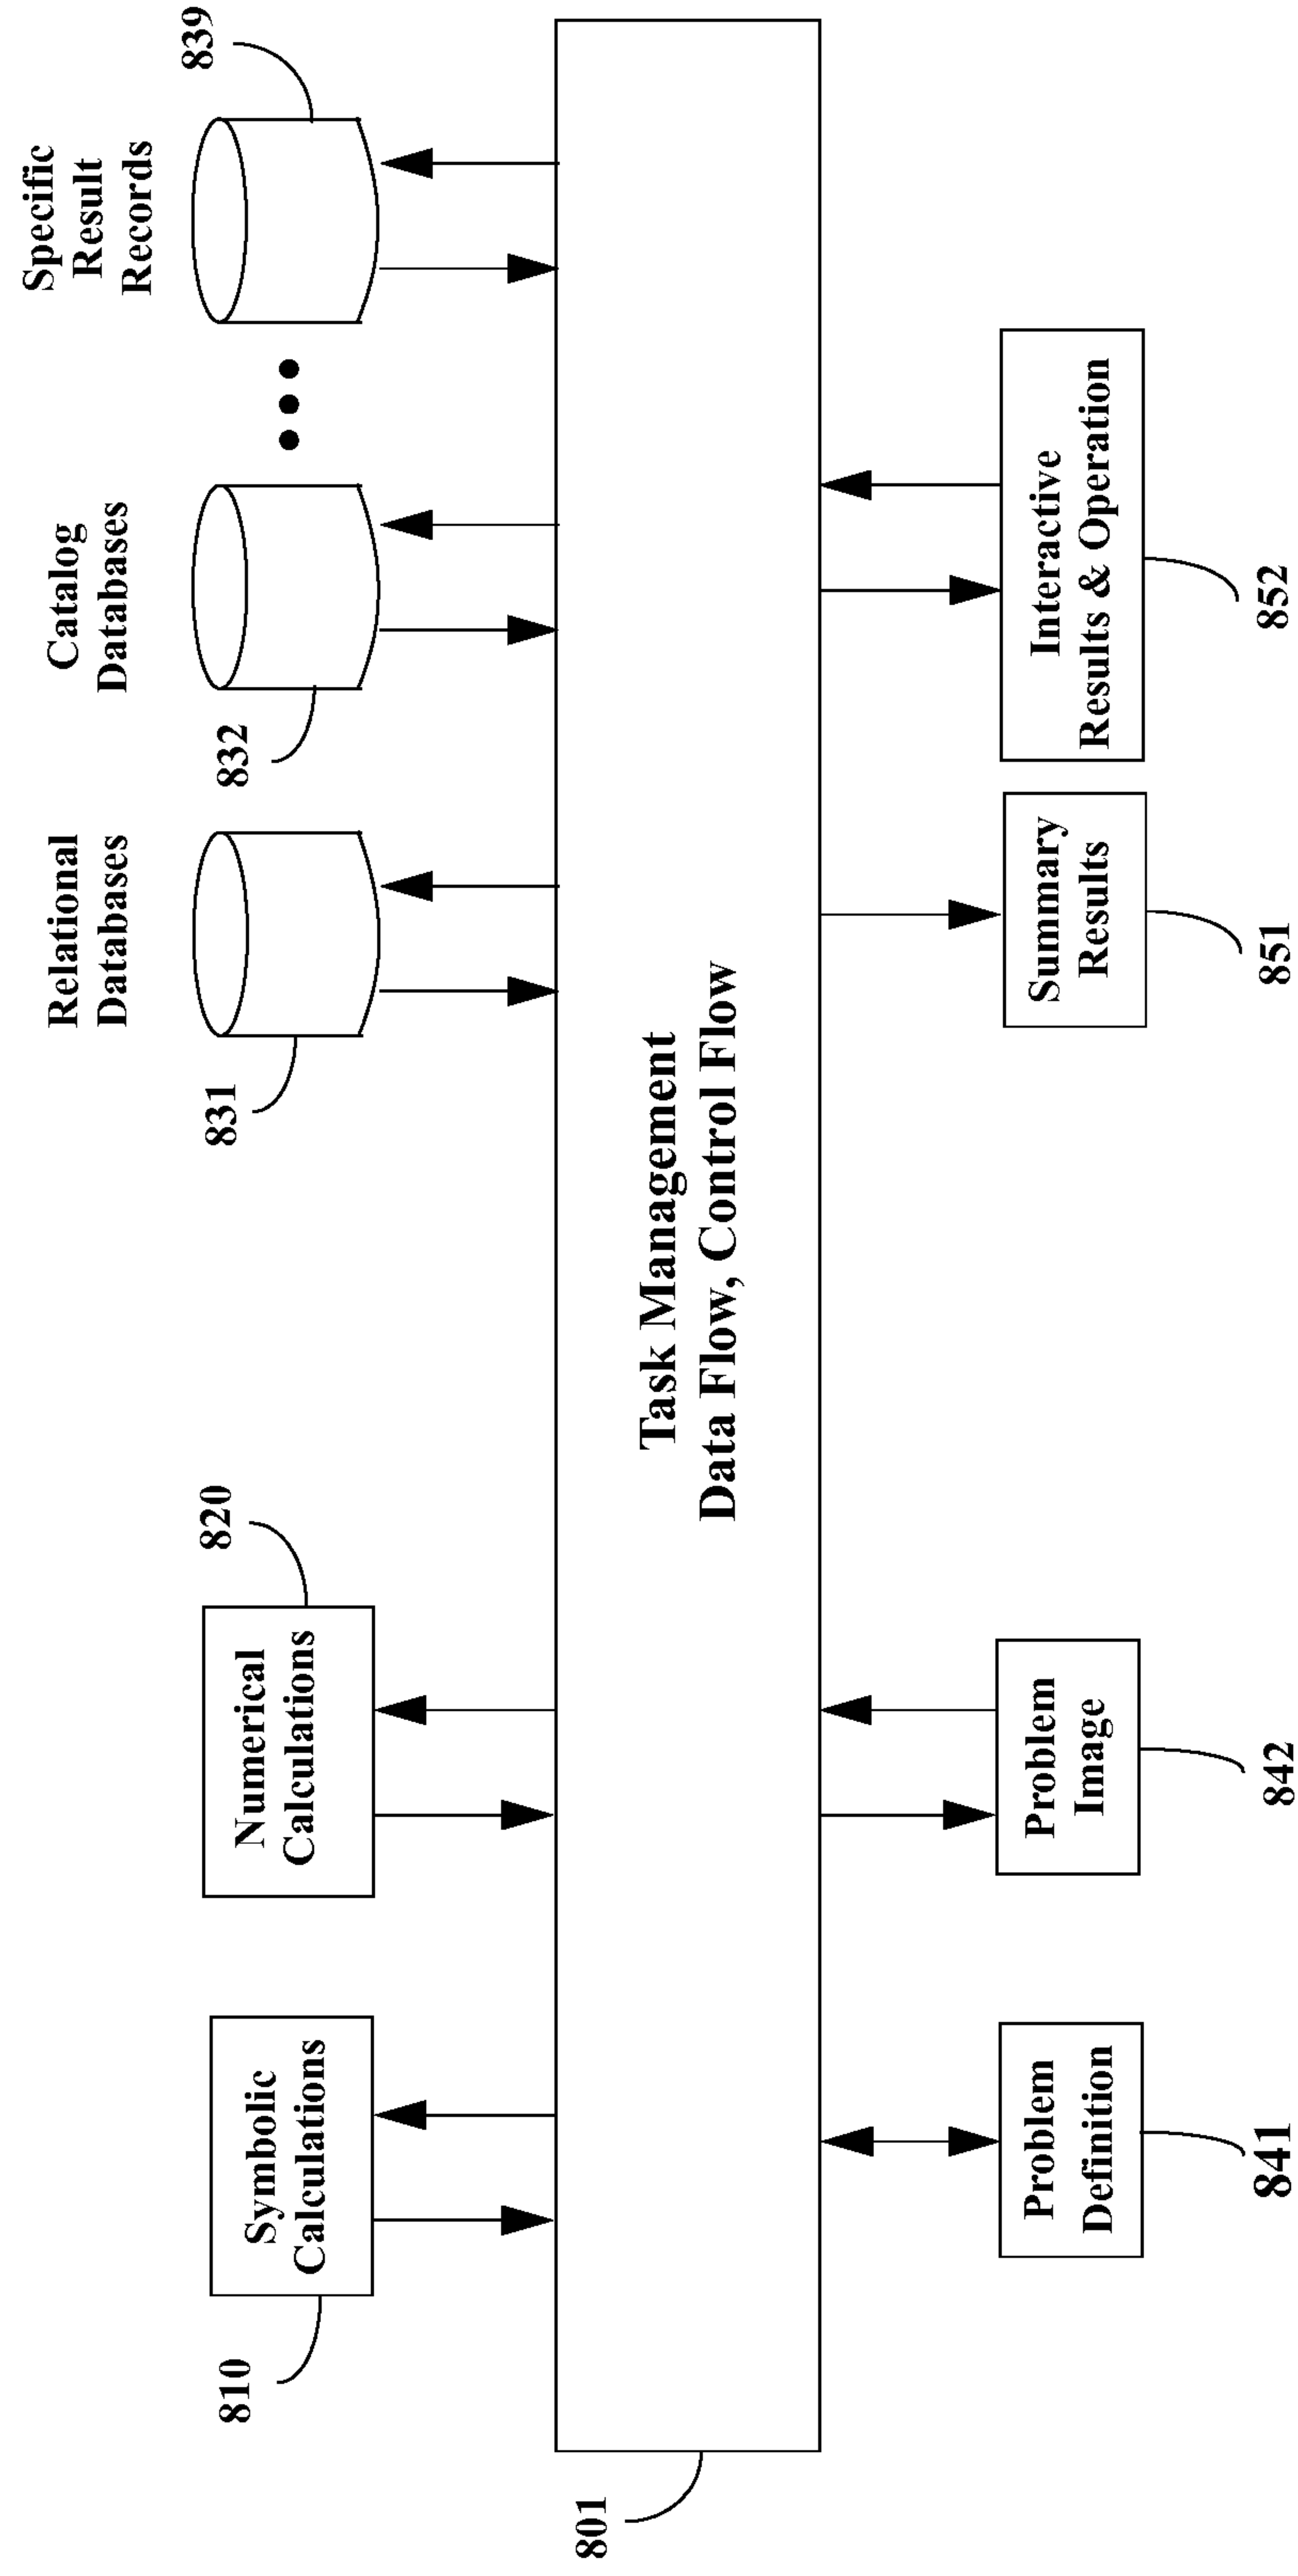 Symbolic
Calculations
810
Numerical
Calculations
820
Relational
Databases
831
Catalog
Databases
832
Specific
Result
Records
839
Task Management
Data Flow, Control Flow
801
Problem
Definition
841
Problem
Image
842
Summary
Results
851
Interactive
Results & Operation
852